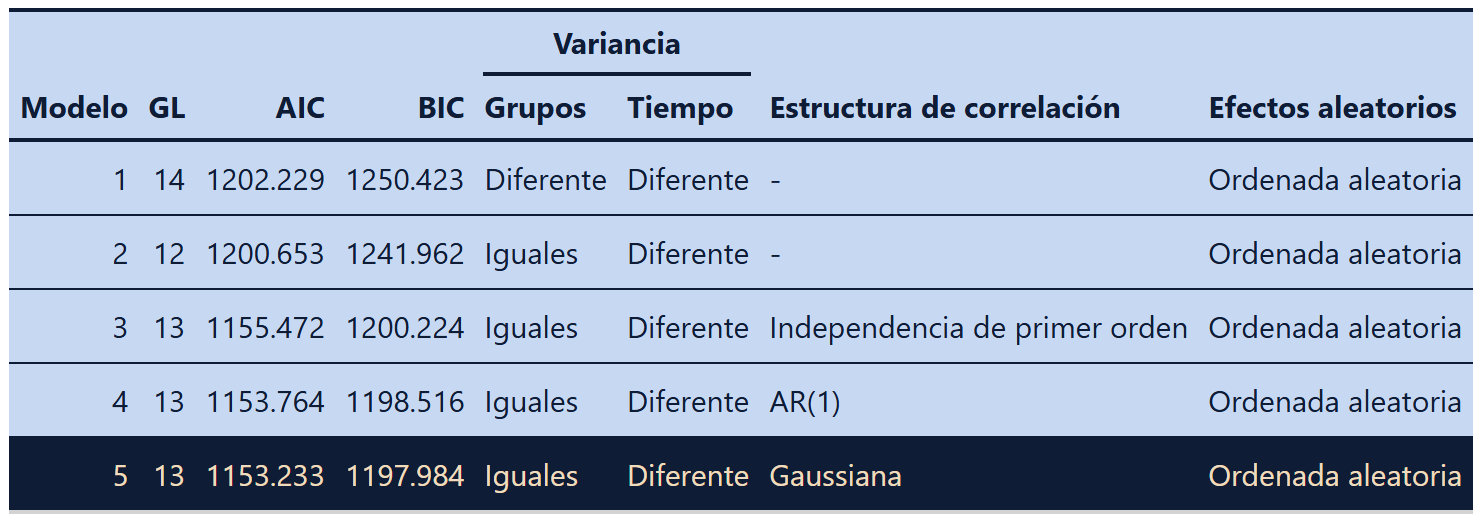 Variancia
Modelo GL AIC BIC Grupos Tiempo Estructura de correlación Efectos aleatorios
1 14 1202.229 1250.423 Diferente Diferente - Ordenada aleatoria
2 12 1200.653 1241.962 Iguales Diferente - Ordenada aleatoria
3 13 1155.472 1200.224 Iguales Diferente Independencia de primer orden Ordenada aleatoria
4 13 1153.764 1198.516 Iguales Diferente AR(1) Ordenada aleatoria
5 13 1153.233 1197.984 Iguales Diferente Gaussiana Ordenada aleatoria